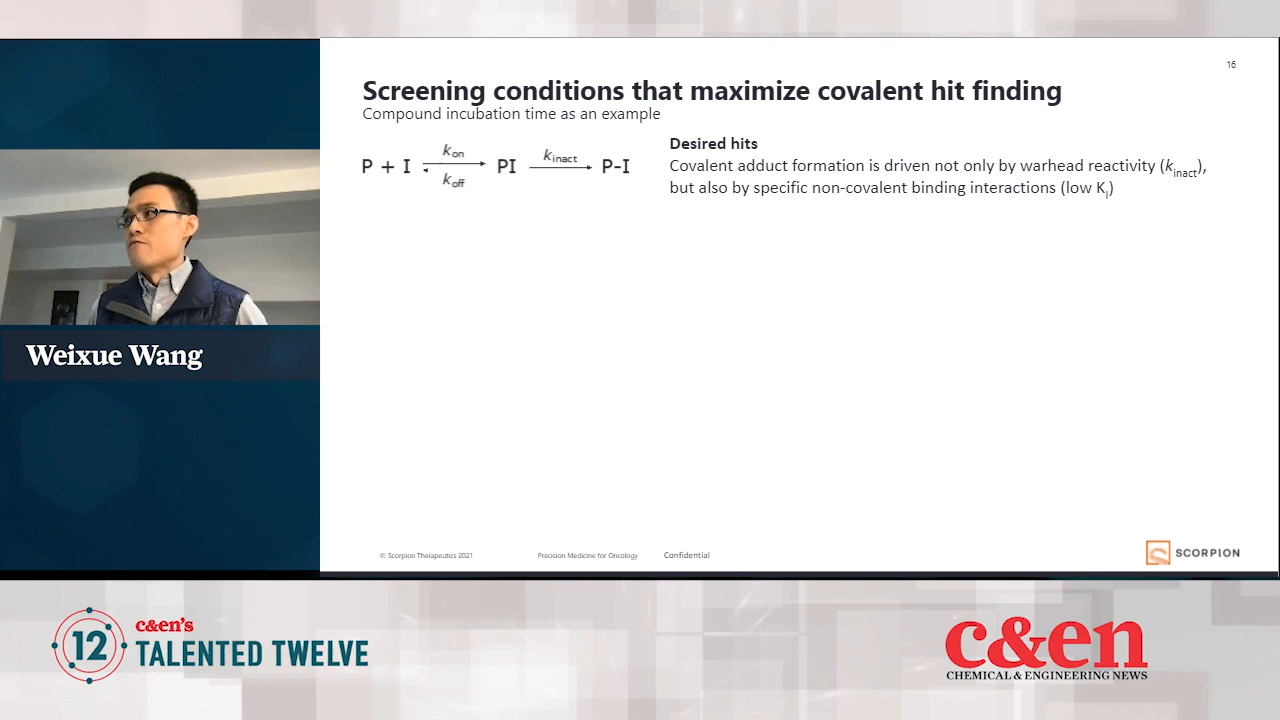 16
Screening conditions that maximize covalent hit finding
Compound incubation time as an example
P + I kon koff PI kinact P-I
Desired hits
Covalent adduct formation is driven not only by warhead reactivity (kinact),
but also by specific non-covalent binding interactions (low KI)
Weixue Wang
© Scorpion Therapeutics 2021
Precision Medicine for Oncology
Confidential
SCORPION
12
c&en's
TALENTED TWELVE
c&en
CHEMICAL & ENGINEERING NEWS